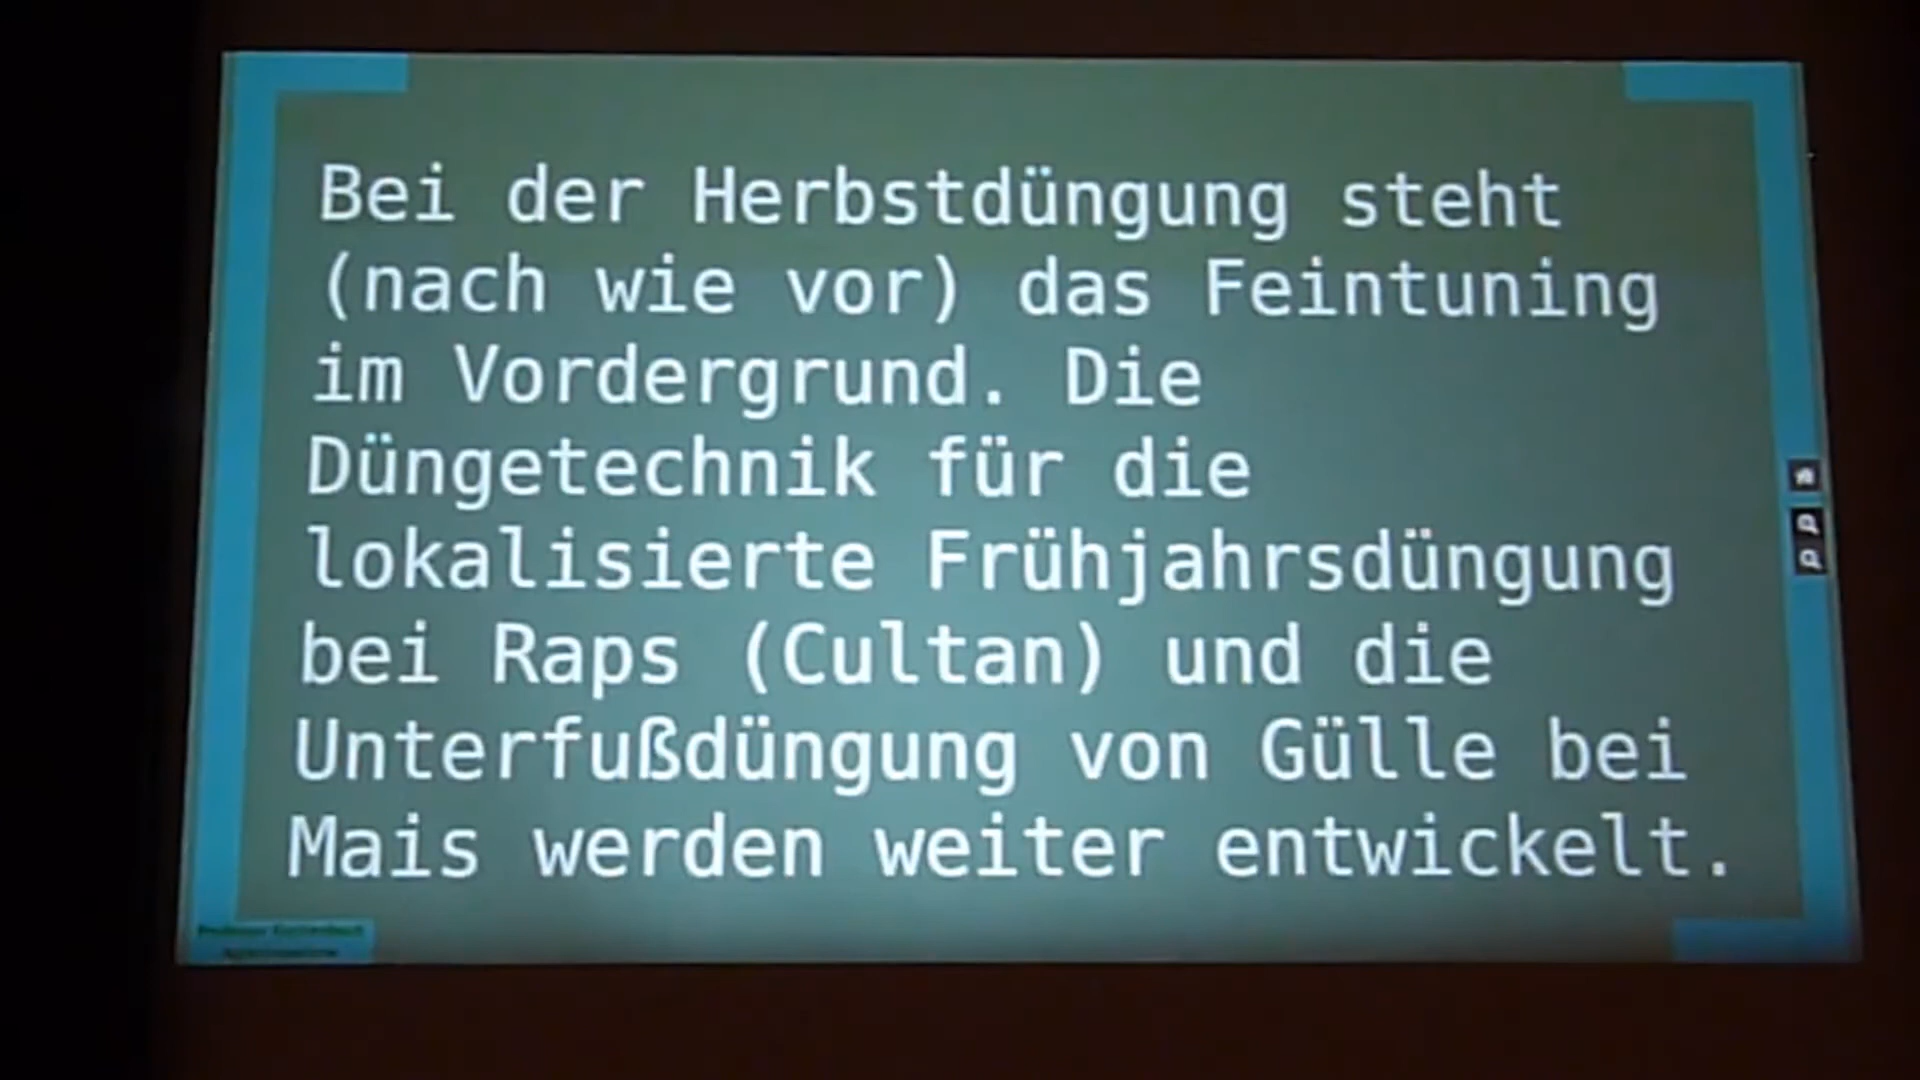 Bei der Herbstdüngung steht
(nach wie vor) das Feintuning
im Vordergrund. Die
Düngetechnik für die
lokalisierte Frühjahrsdüngung
bei Raps (Cultan) und die
Unterfußdüngung von Gülle bei
Mais werden weiter entwickelt.